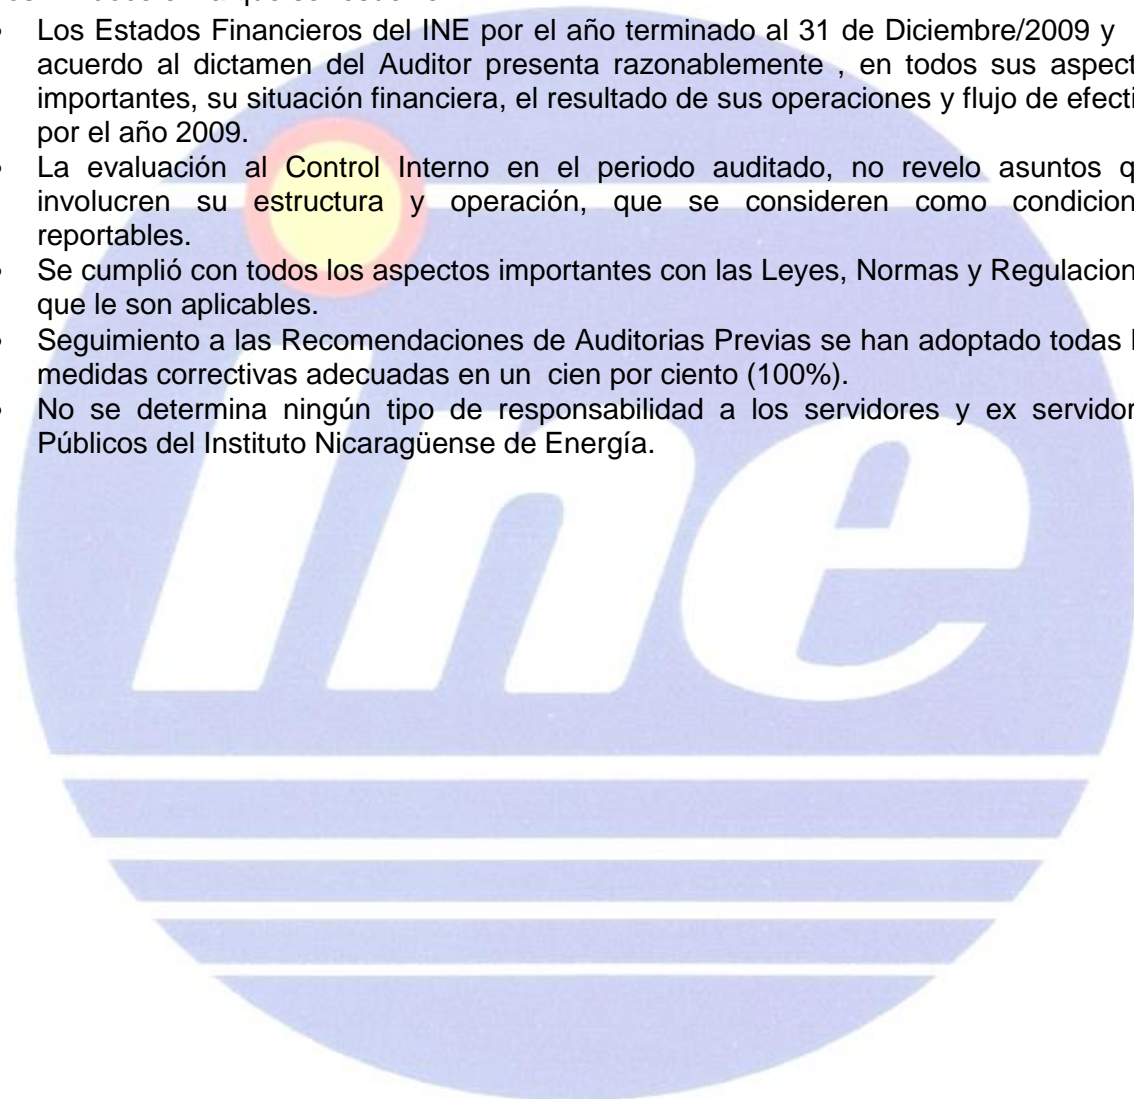 • Los Estados Financieros del INE por el año terminado al 31 de Diciembre/2009 y
acuerdo al dictamen del Auditor presenta razonablemente , en todos sus
importantes, su situación financiera, el resultado de sus operaciones y flujo de
por el año 2009.
• La evaluación al Control Interno en el periodo auditado, no revelo asuntos
involucren su estructura y operación, que se consideren como
reportables.
• Se cumplió con todos los aspectos importantes con las Leyes, Normas y
que le son aplicables.
• Seguimiento a las Recomendaciones de Auditorias Previas se han adoptado todas
medidas correctivas adecuadas en un cien por ciento (100%).
• No se determina ningún tipo de responsabilidad a los servidores y ex
Públicos del Instituto Nicaragüense de Energía.
ine